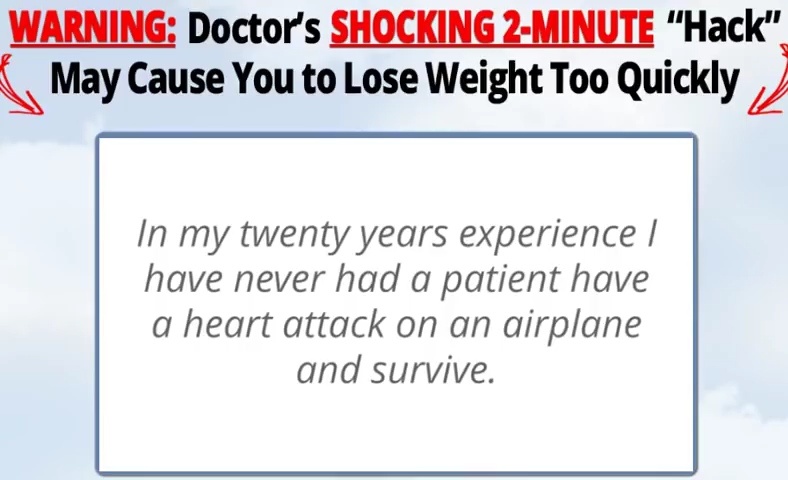 WARNING: Doctor's SHOCKING 2-MINUTE “Hack”
May Cause You to Lose Weight Too Quickly
In my twenty years experience I
have never had a patient have
a heart attack on an airplane
and survive.